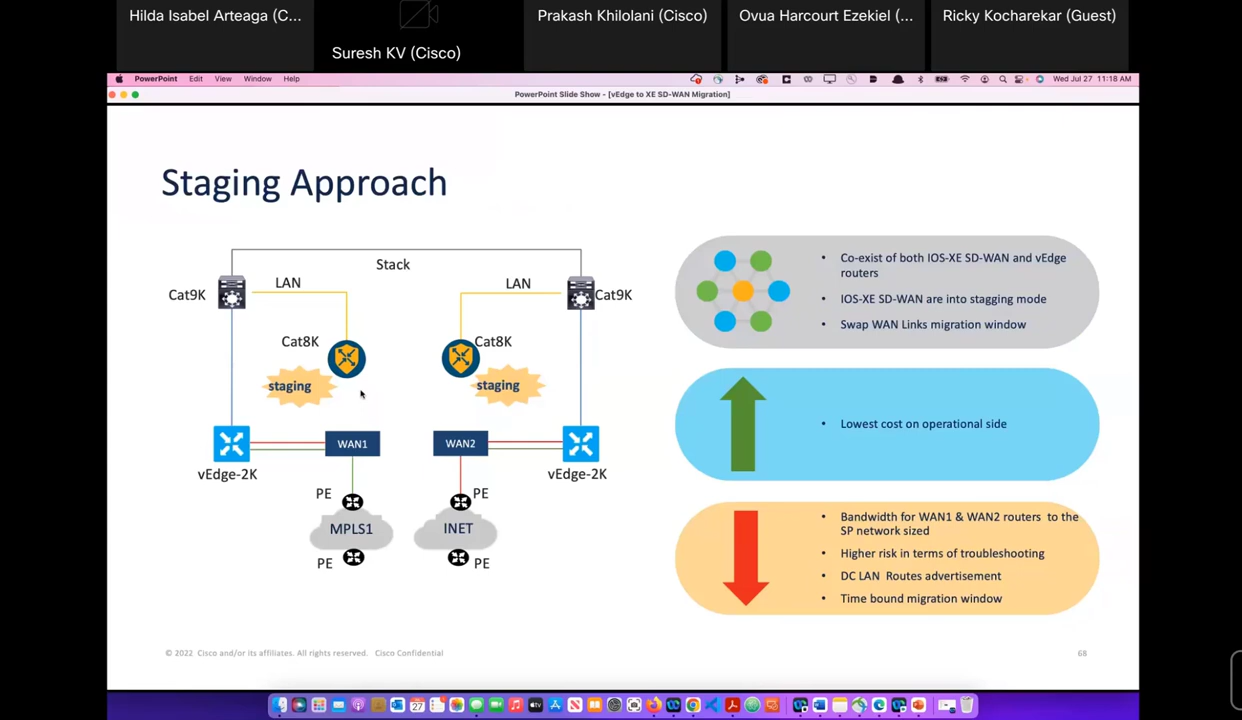 Hilda Isabel Arteaga (C...
Suresh KV (Cisco)
Prakash Khilolani (Cisco)
Ovua Harcourt Ezekiel (...
Ricky Kocharekar (Guest)
PowerPoint Edit View Window Help
Wed Jul 27 11:18 AM
PowerPoint Slide Show - [vEdge to XE SD-WAN Migration]
Staging Approach
Stack
LAN
LAN
Cat9K
Cat9K
Cat8K
Cat8K
staging
staging
WAN1
WAN2
vEdge-2K
vEdge-2K
PE
PE
MPLS1
INET
PE
PE
• Co-exist of both IOS-XE SD-WAN and vEdge
routers
• IOS-XE SD-WAN are into stagging mode
• Swap WAN Links migration window
• Lowest cost on operational side
• Bandwidth for WAN1 & WAN2 routers to the
SP network sized
• Higher risk in terms of troubleshooting
• DC LAN Routes advertisement
• Time bound migration window
© 2022 Cisco and/or its affiliates. All rights reserved. Cisco Confidential
68
27